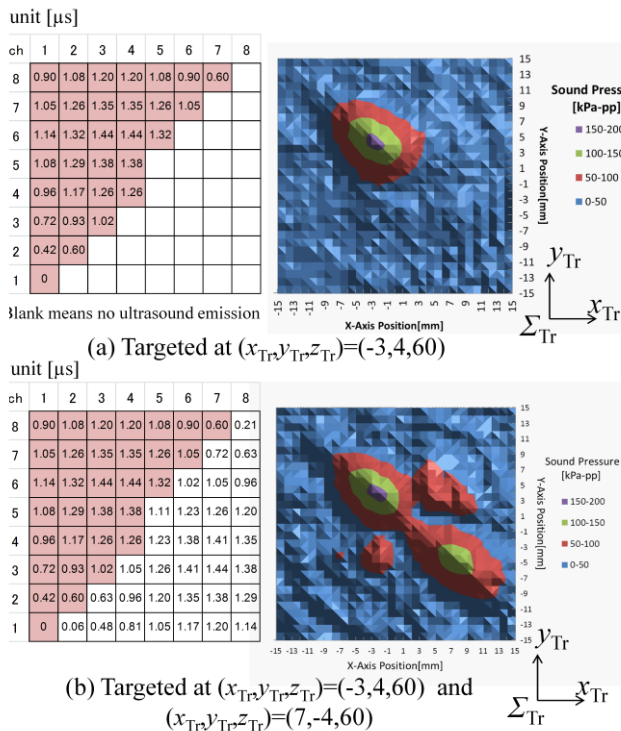 unit [µs]
ch 1 2 3 4 5 6 7 8
8 0.90 1.08 1.20 1.20 1.08 0.90 0.60
7 1.05 1.26 1.35 1.35 1.26 1.05
6 1.14 1.32 1.44 1.44 1.32
5 1.08 1.29 1.38 1.38
4 0.96 1.17 1.26 1.26
3 0.72 0.93 1.02
2 0.42 0.60
1 0
Blank means no ultrasound emission
15
13
11
9
7
5
3
1
-1
-3
-5
-7
-9
-11
-13
-15
Y-Axis Position[mm]
-15 -13 -11 -9 -7 -5 -3 -1 1 3 5 7 9 11 13 15
X-Axis Position[mm]
Sound Pressure
[kPa-pp]
150-200
100-150
50-100
0-50
yTr
xTr
ΣTr
(a) Targeted at (xTr,yTr,zTr)=(-3,4,60)
unit [µs]
ch 1 2 3 4 5 6 7 8
8 0.90 1.08 1.20 1.20 1.08 0.90 0.60 0.21
7 1.05 1.26 1.35 1.35 1.26 1.05 0.72 0.63
6 1.14 1.32 1.44 1.44 1.32 1.02 1.05 0.96
5 1.08 1.29 1.38 1.38 1.11 1.23 1.26 1.20
4 0.96 1.17 1.26 1.26 1.23 1.38 1.41 1.35
3 0.72 0.93 1.02 1.05 1.26 1.41 1.44 1.38
2 0.42 0.60 0.63 0.96 1.20 1.35 1.38 1.29
1 0 0.06 0.48 0.81 1.05 1.17 1.20 1.14
15
13
11
9
7
5
3
1
-1
-3
-5
-7
-9
-11
-13
-15
Y-Axis Position[mm]
-15 -13 -11 -9 -7 -5 -3 -1 1 3 5 7 9 11 13 15
X-Axis Position[mm]
Sound Pressure
[kPa-pp]
150-200
100-150
50-100
0-50
yTr
xTr
ΣTr
(b) Targeted at (xTr,yTr,zTr)=(-3,4,60) and
(xTr,yTr,zTr)=(7,-4,60)